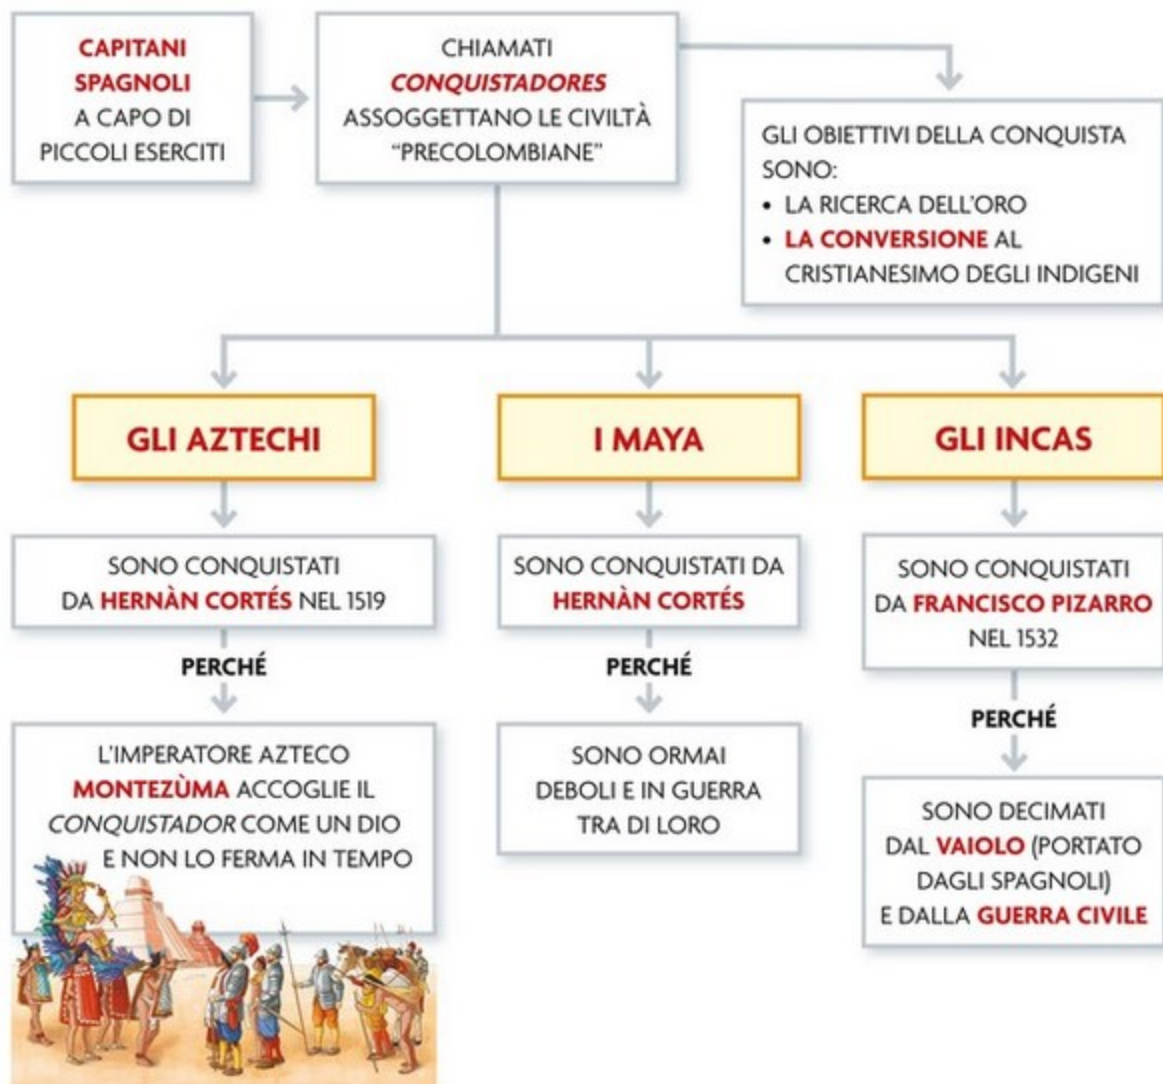 CAPITANI
SPAGNOLI
A CAPO DI
PICCOLI ESERCITI
CHIAMATI
CONQUISTADORES
ASSOGGETTANO LE CIVILTÀ
“PRECOLOMBIANE”
GLI OBIETTIVI DELLA CONQUISTA
SONO:
• LA RICERCA DELL’ORO
• LA CONVERSIONE AL
CRISTIANESIMO DEGLI INDIGENI
GLI AZTECHI
SONO CONQUISTATI
DA HERNÀN CORTÉS NEL 1519
PERCHÉ
L’IMPERATORE AZTECO
MONTEZÙMA ACCOGLIE IL
CONQUISTADOR COME UN DIO
E NON LO FERMA IN TEMPO
I MAYA
SONO CONQUISTATI DA
HERNÀN CORTÉS
PERCHÉ
SONO ORMAI
DEBOLI E IN GUERRA
TRA DI LORO
GLI INCAS
SONO CONQUISTATI
DA FRANCISCO PIZARRO
NEL 1532
PERCHÉ
SONO DECIMATI
DAL VAIOLO (PORTATO
DAGLI SPAGNOLI)
E DALLA GUERRA CIVILE